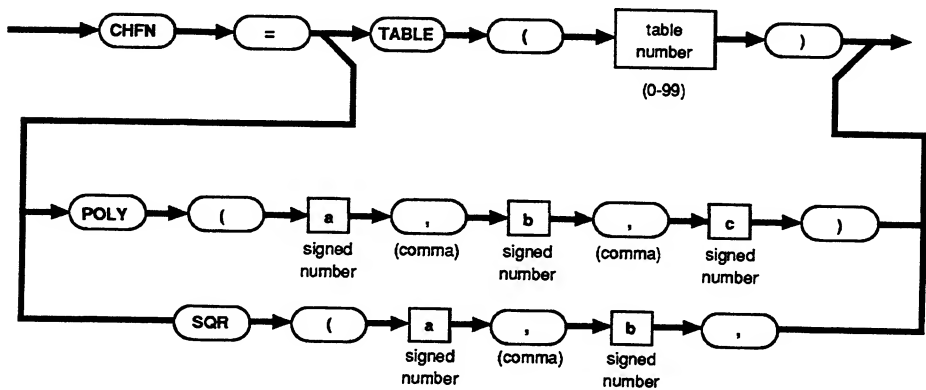 CHFN = TABLE ( table number )
(0-99)
POLY ( a , b , c )
signed number (comma) signed number (comma) signed number
SQR ( a , b ,
signed number (comma) signed number